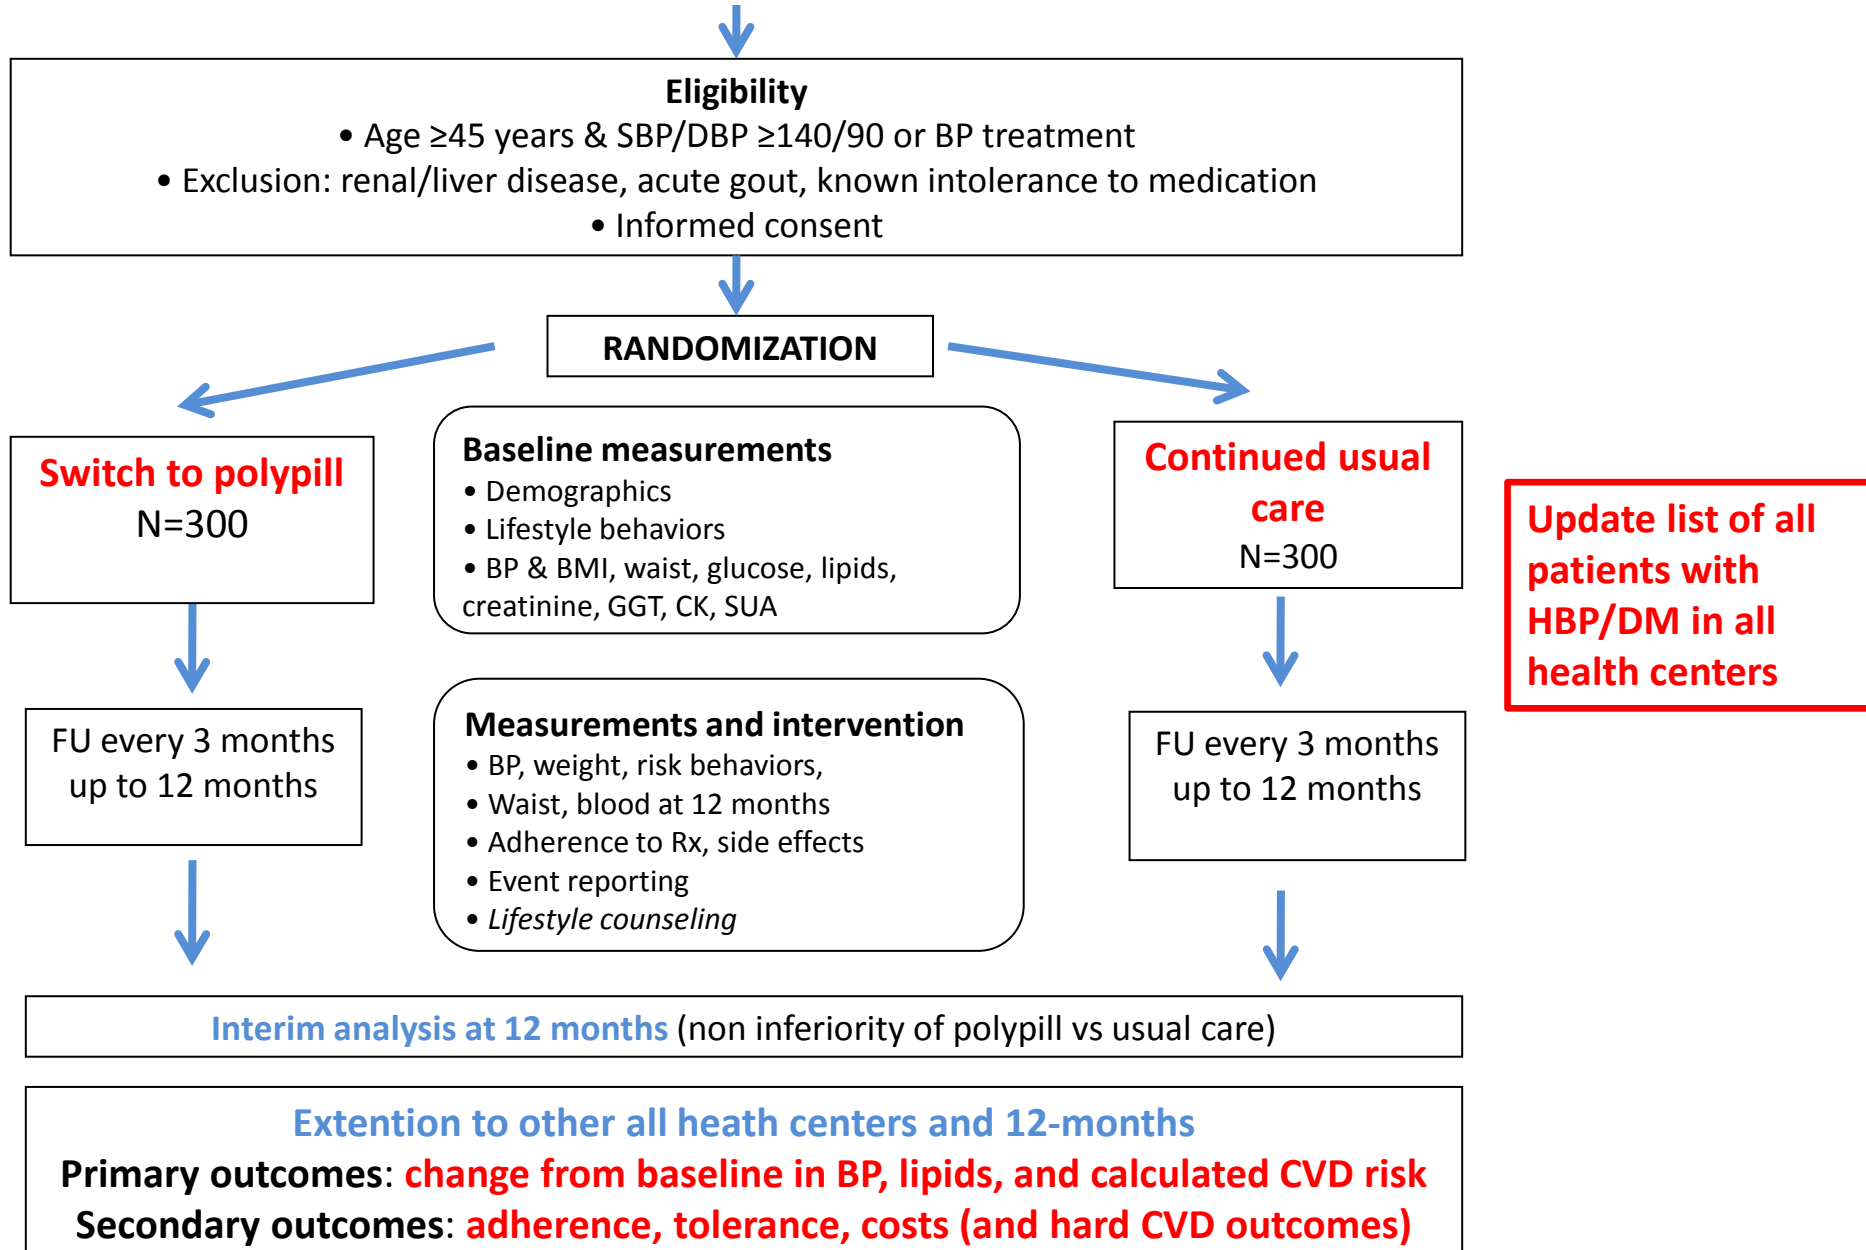 Eligibility
• Age ≥45 years & SBP/DBP ≥140/90 or BP treatment
• Exclusion: renal/liver disease, acute gout, known intolerance to medication
• Informed consent
RANDOMIZATION
Switch to polypill
N=300
Baseline measurements
• Demographics
• Lifestyle behaviors
• BP & BMI, waist, glucose, lipids,
creatinine, GGT, CK, SUA
Continued usual
care
N=300
Update list of all
patients with
HBP/DM in all
health centers
FU every 3 months
up to 12 months
Measurements and intervention
• BP, weight, risk behaviors,
• Waist, blood at 12 months
• Adherence to Rx, side effects
• Event reporting
• Lifestyle counseling
FU every 3 months
up to 12 months
Interim analysis at 12 months (non inferiority of polypill vs usual care)
Extention to other all heath centers and 12-months
Primary outcomes: change from baseline in BP, lipids, and calculated CVD risk
Secondary outcomes: adherence, tolerance, costs (and hard CVD outcomes)